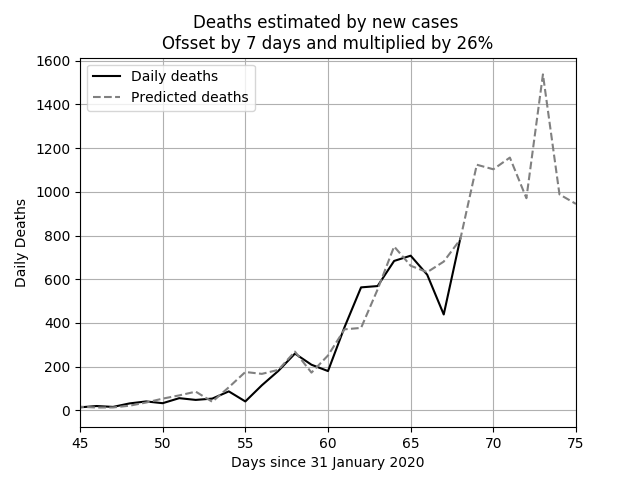 Deaths estimated by new cases
Ofsset by 7 days and multiplied by 26%
Daily deaths
Predicted deaths
1600
1400
1200
1000
800
600
400
200
0
Daily Deaths
45 50 55 60 65 70 75
Days since 31 January 2020